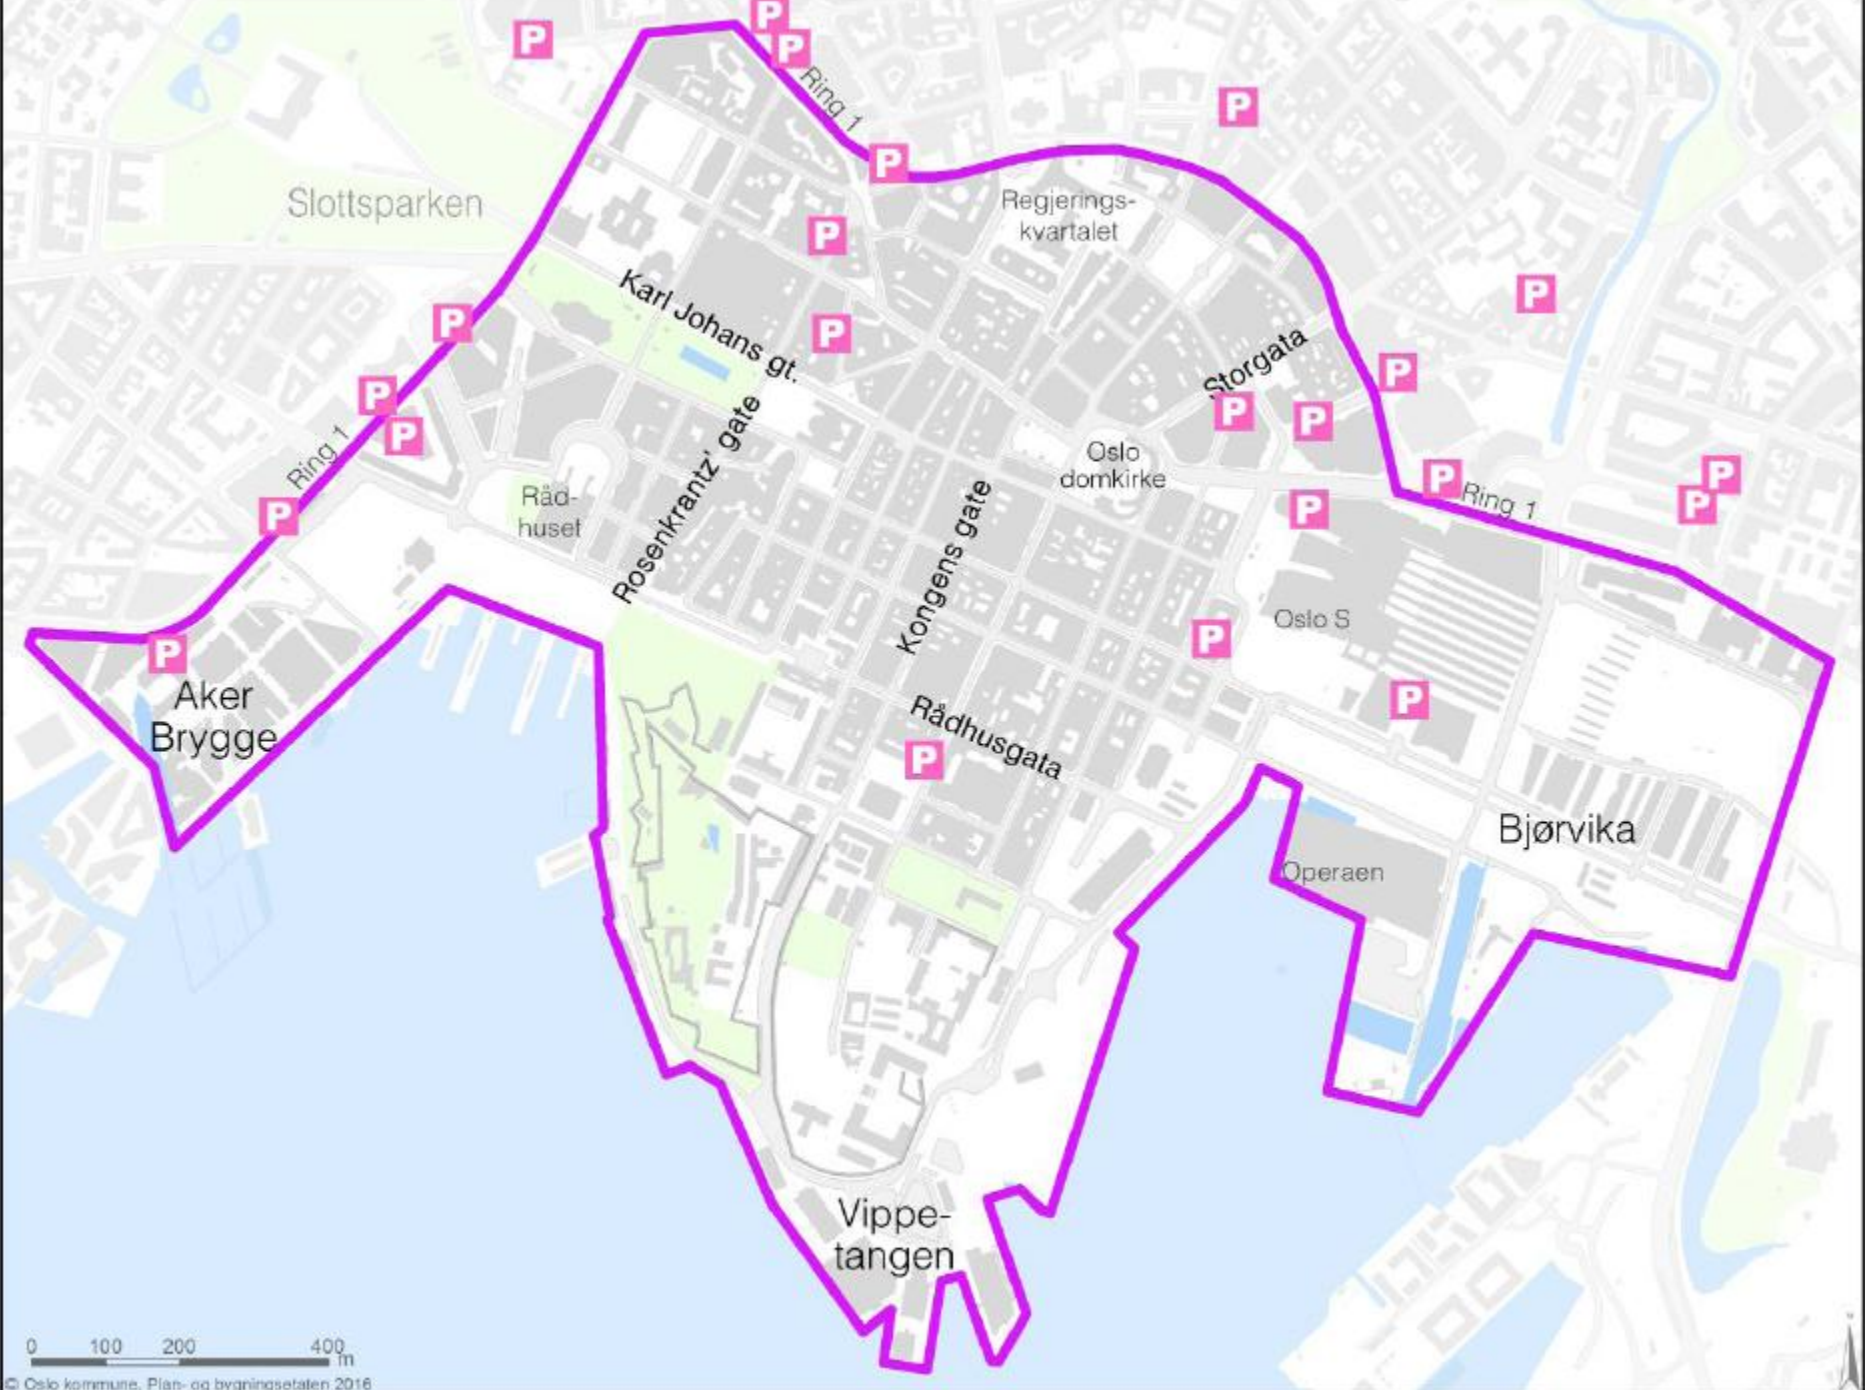 P
P
P
Ring 1
P
P
Slottsparken
Regjerings-
kvartalet
P
P
Karl Johans gt.
P
P
Storgata
P
P
P
P
P
Rosenkrantz' gate
Oslo
domkirke
Ring 1
P
Ring 1
P
P
Råd-
huset
Kongens gate
P
P
Oslo S
P
P
Aker
Brygge
P
Rådhusgata
P
Bjørvika
Operaen
Vippe-
tangen
0 100 200 400
m
© Oslo kommune, Plan- og bygningsetaten 2016